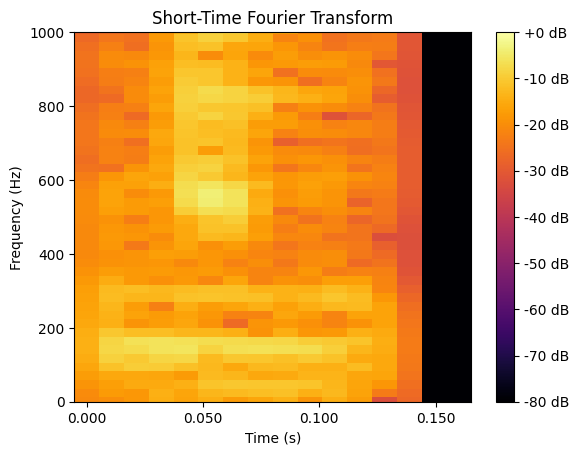 Short-Time Fourier Transform
1000
800
600
400
200
0
Frequency (Hz)
0.000
0.050
0.100
0.150
Time (s)
+0 dB
-10 dB
-20 dB
-30 dB
-40 dB
-50 dB
-60 dB
-70 dB
-80 dB